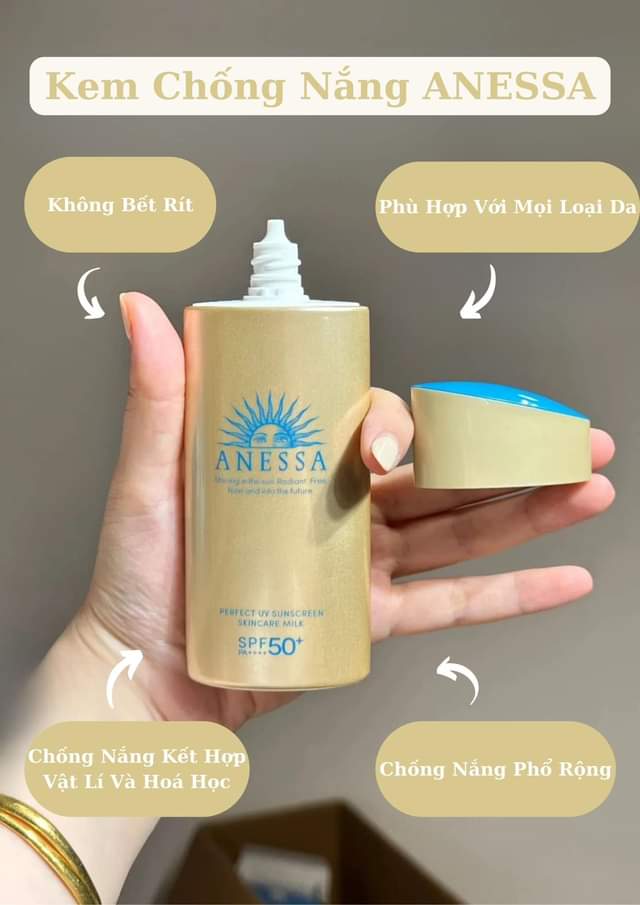 Kem Chống Nắng ANESSA
Không Bết Rít
Phù Hợp Với Mọi Loại Da
ANESSA
Moving in the sun. Radiant. Free.
Now and into the future.
PERFECT UV SUNSCREEN
SKINCARE MILK
SPF50+
PA++++
Chống Nắng Kết Hợp
Vật Lí Và Hoá Học
Chống Nắng Phổ Rộng